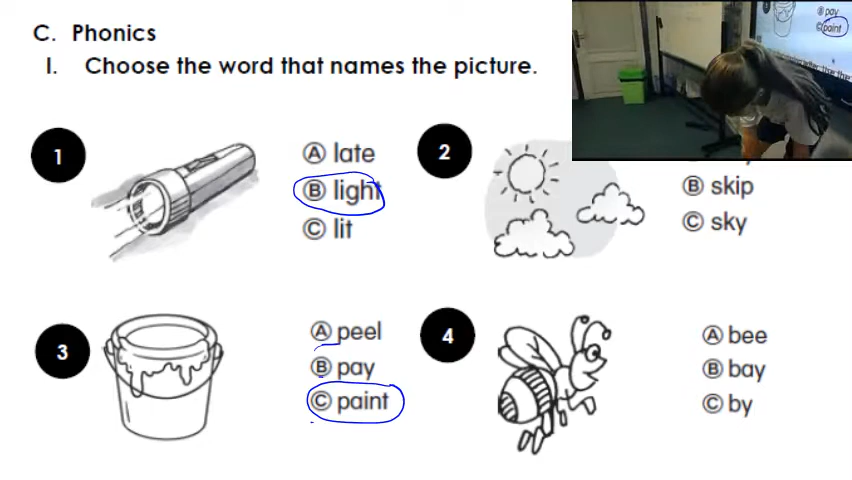 C. Phonics
I. Choose the word that names the picture.
1
A late
B light
C lit
2
B skip
C sky
3
A peel
B pay
C paint
4
A bee
B bay
C by
B pay
C paint